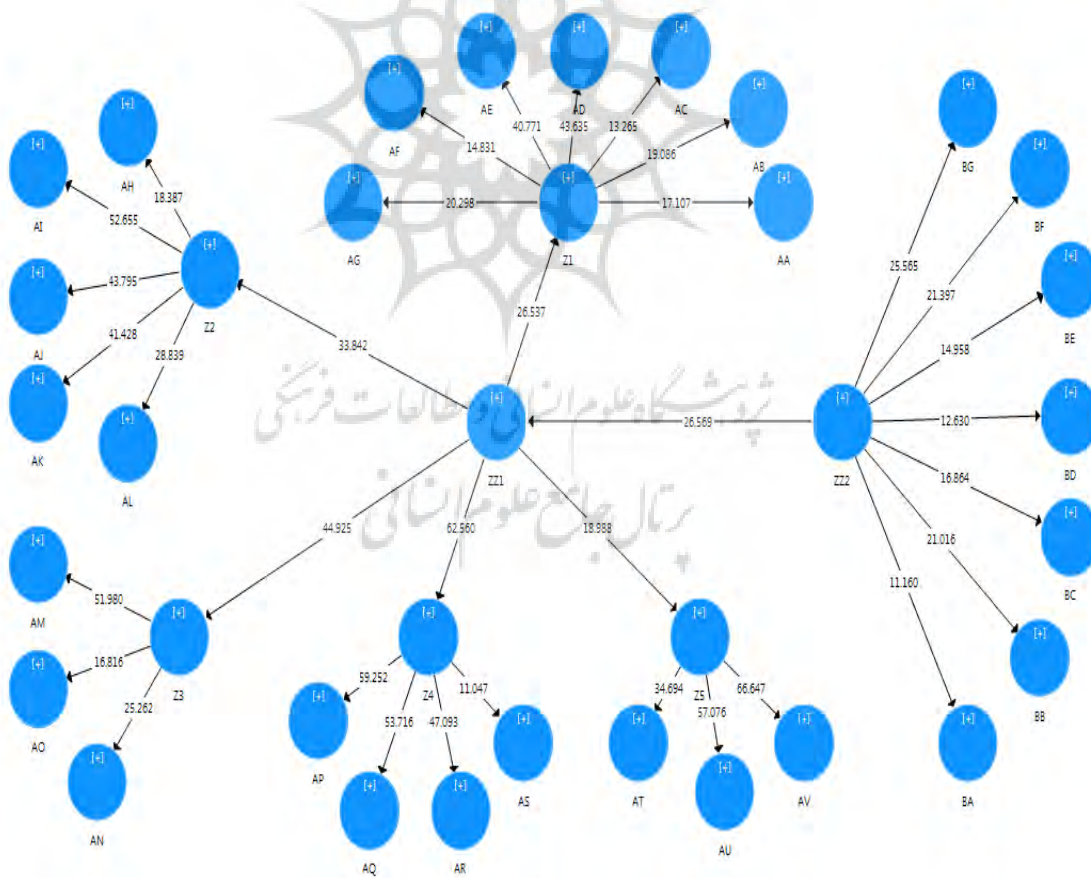 [+] [+] [+] [+] [+]
AE AD AC
[+] [+] [+]
AH AF 40.771 43.635 13.265 AB
14.831 19.086
[+] [+] [+]
AI 18.387 20.298 17.107
52.655 AG Z1 AA
[+] [+]
AJ 43.795 Z2
41.428 28.839
[+] [+]
AK AL
33.842 26.537
[+] 26.569 [+]
ZZ1 ZZ2
پژوهشگاه علوم انسانی و مطالعات فرهنگی
پرتال جامع علوم انسانی
[+] BG
[+] BF
[+] BE
[+] BD
[+] BC
[+] BB
[+] BA
25.565
21.397
14.958
12.630
16.864
21.016
11.160
44.925 62.560 18.988
[+] AM
51.980
[+] Z3
16.816
[+] AO
25.262
[+] AN
[+] Z4
59.252 53.716 47.093 11.047
[+] AP
[+] AQ
[+] AR
[+] AS
[+] Z5
34.694 57.076 66.647
[+] AT
[+] AU
[+] AV